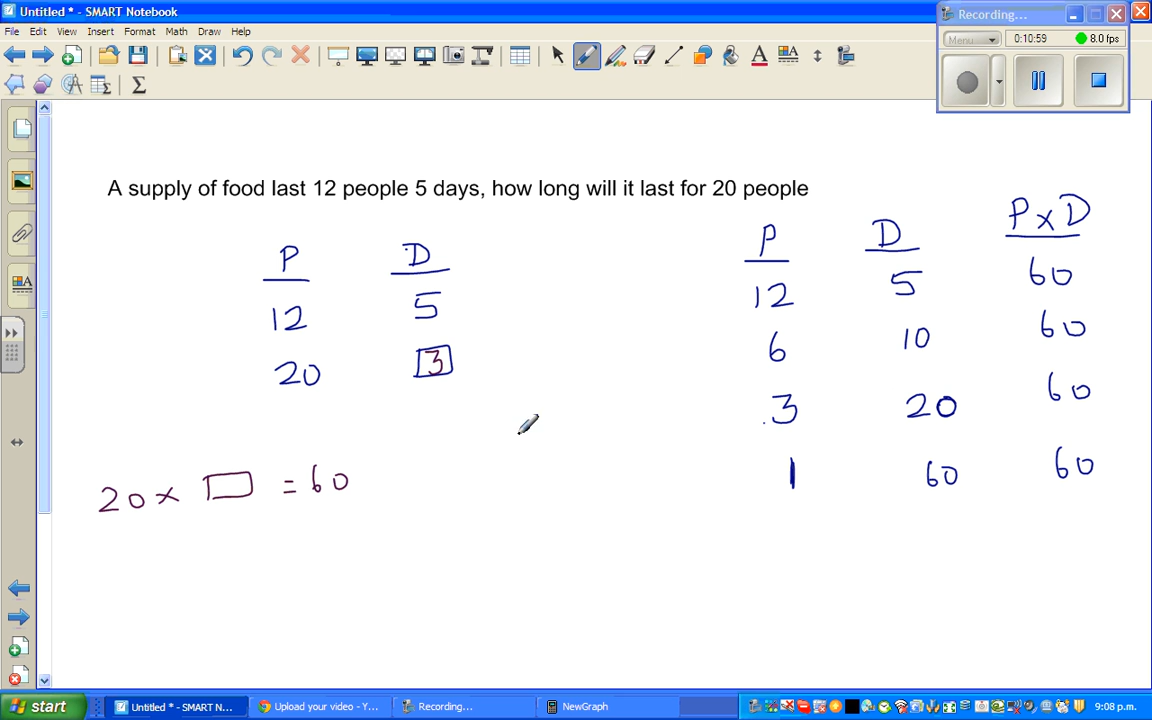 Untitled * - SMART Notebook
File Edit View Insert Format Math Draw Help
Recording...
Menu 0:10:59 8.0 fps
A supply of food last 12 people 5 days, how long will it last for 20 people
P D
12 5
20 3
20 × = 60
P D P x D
12 5 60
6 10 60
3 20 60
1 60 60
start Untitled * - SMART N... Upload your video - Y... Recording... NewGraph 9:08 p.m.